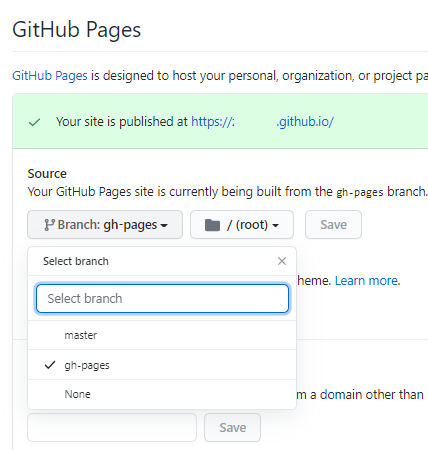 GitHub Pages
GitHub Pages is designed to host your personal, organization, or project pa
Your site is published at https://: .github.io/
Source
Your GitHub Pages site is currently being built from the gh-pages branch.
Branch: gh-pages
/ (root)
Save
Select branch
heme. Learn more.
Select branch
master
gh-pages
None
m a domain other than
Save